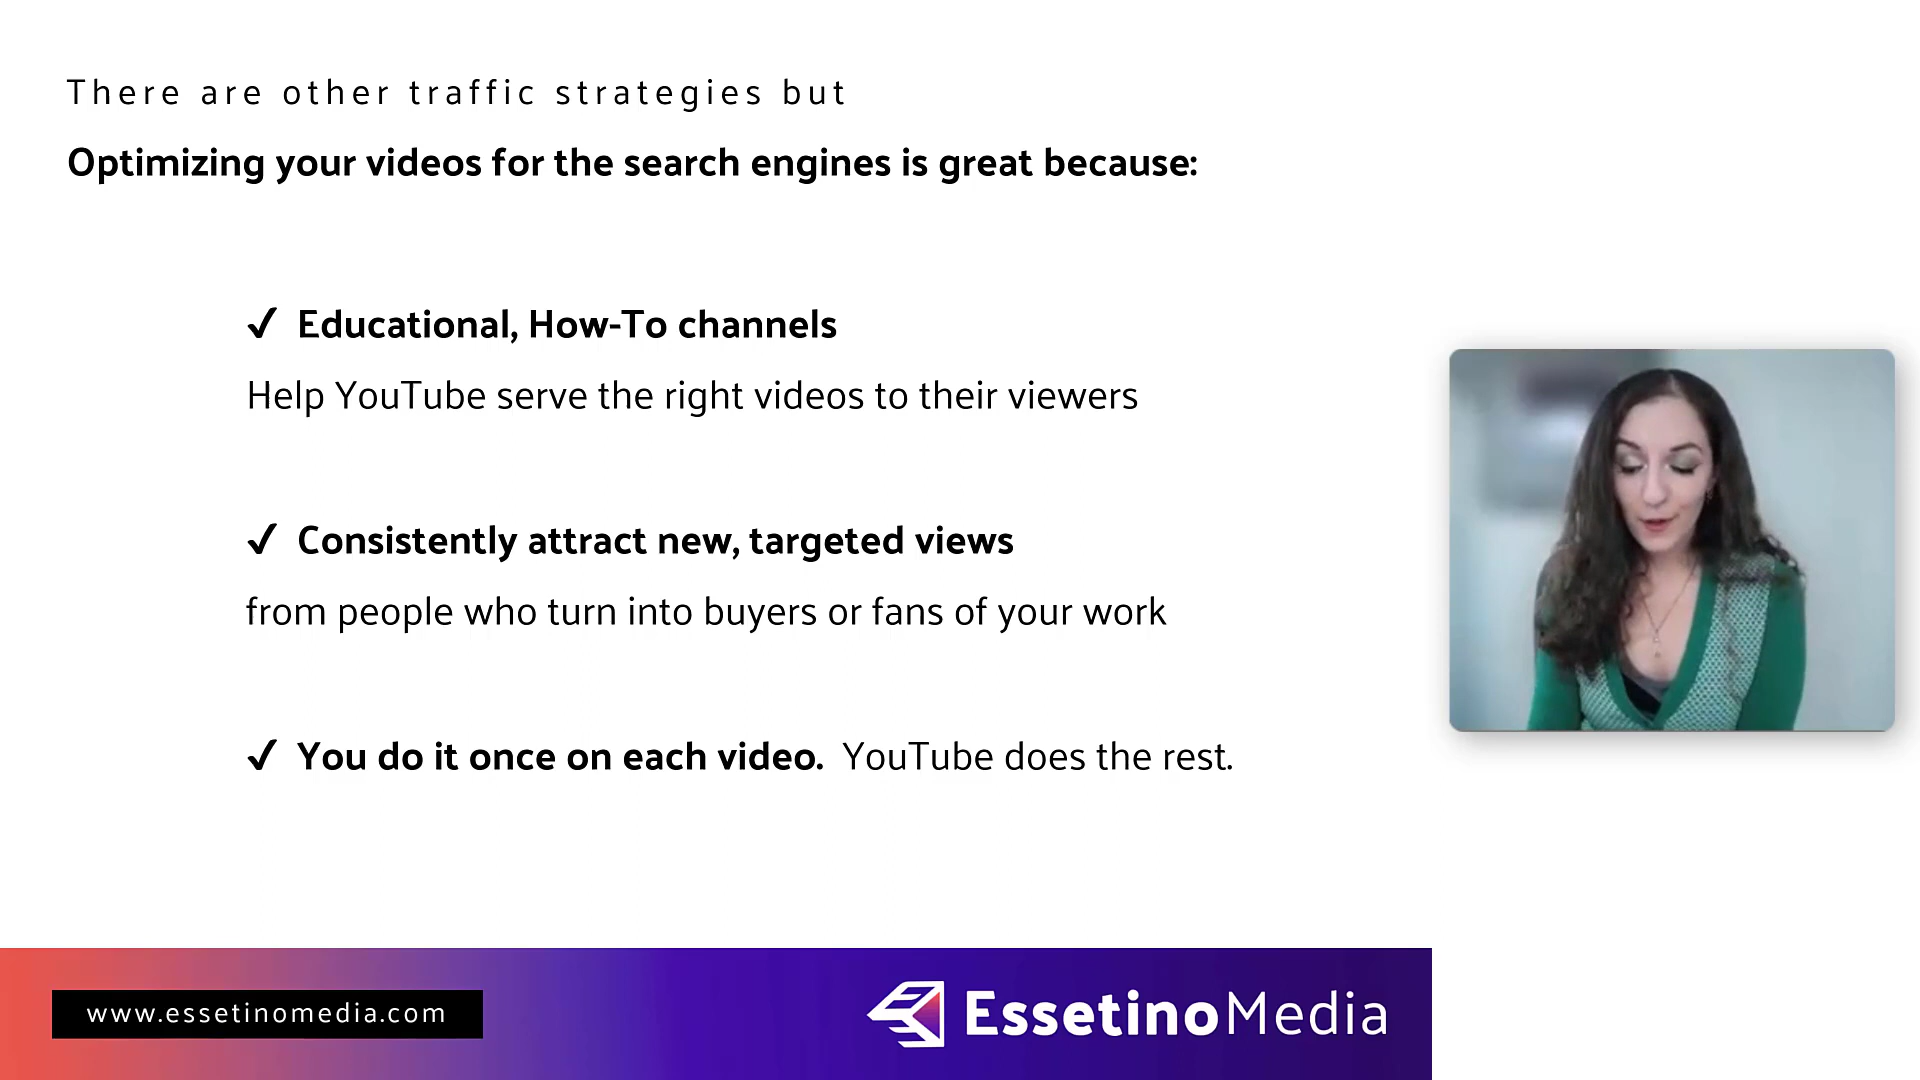 There are other traffic strategies but
Optimizing your videos for the search engines is great because:
✓ Educational, How-To channels
Help YouTube serve the right videos to their viewers
✓ Consistently attract new, targeted views
from people who turn into buyers or fans of your work
✓ You do it once on each video. YouTube does the rest.
www.essetinomedia.com
EssetinoMedia